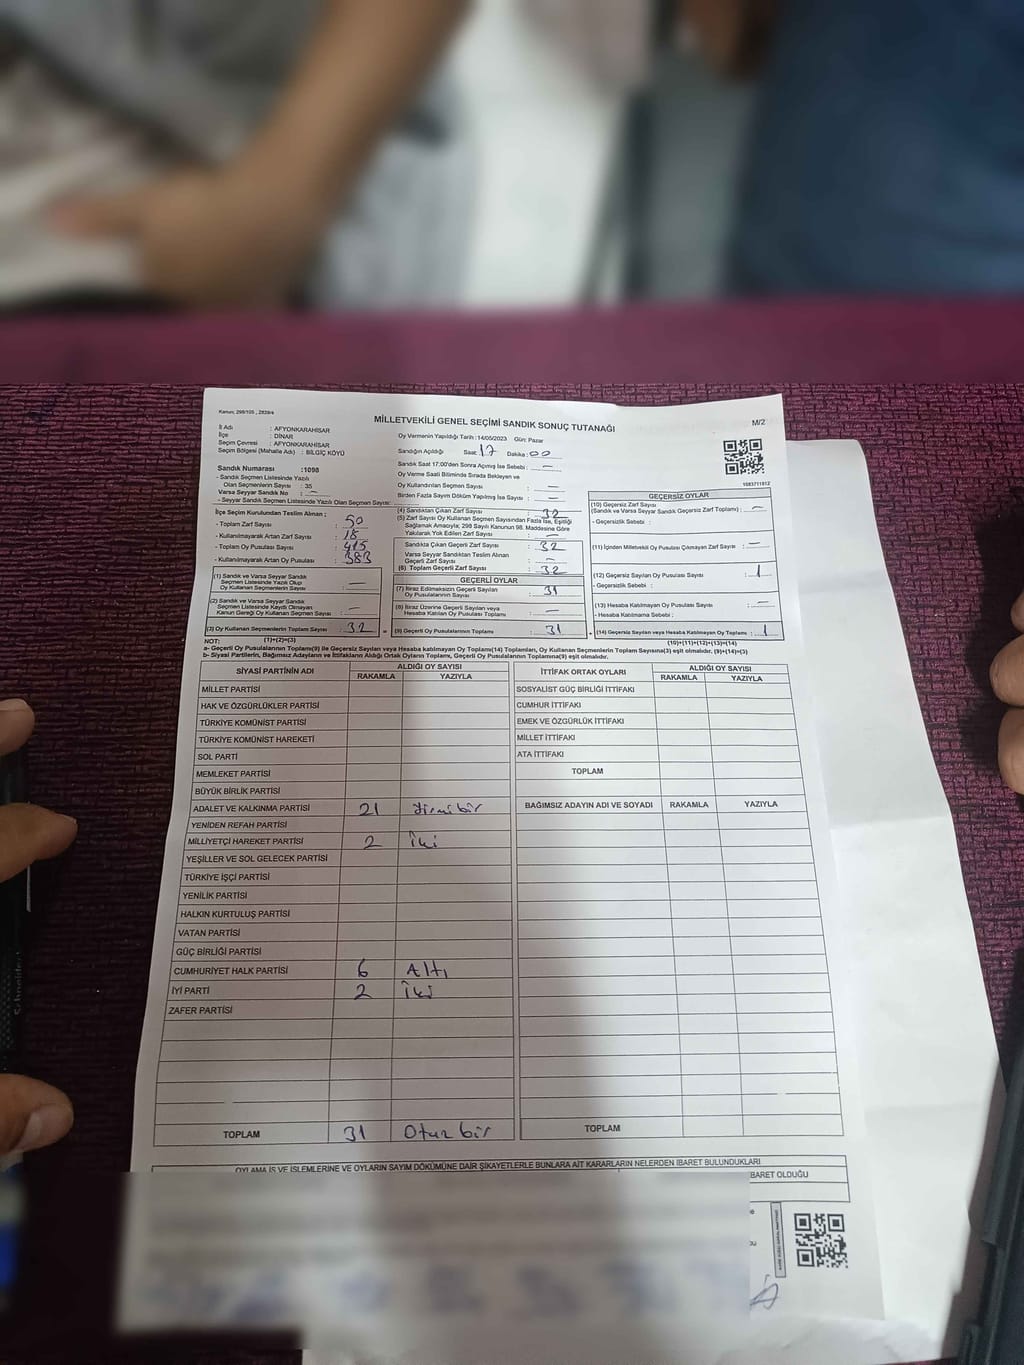 Kanun; 298/105 , 2839/4
MİLLETVEKİLİ GENEL SEÇİMİ SANDIK SONUÇ TUTANAĞI
M/2
İl Adı : AFYONKARAHİSAR
İlçe : DİNAR
Seçim Çevresi : AFYONKARAHİSAR
Seçim Bölgesi (Mahalle Adı) : BİLGİÇ KÖYÜ
Oy Vermenin Yapıldığı Tarih :14/05/2023 Gün: Pazar
Sandığın Açıldığı Saat: 17 Dakika : 00
Sandık Numarası :1098
- Sandık Seçmen Listesinde Yazılı
Olan Seçmenlerin Sayısı : 35
Varsa Seyyar Sandık No : —
- Seyyar Sandık Seçmen Listesinde Yazılı Olan Seçmen Sayısı:
Sandık Saat 17:00'den Sonra Açılmış İse Sebebi : —
Oy Verme Saati Bitiminde Sırada Bekleyen ve
Oy Kullandırılan Seçmen Sayısı : —
Birden Fazla Sayım Döküm Yapılmış İse Sayısı : —
İlçe Seçim Kurulundan Teslim Alınan ;
- Toplam Zarf Sayısı : 50
- Kullanılmayarak Artan Zarf Sayısı : 18
- Toplam Oy Pusulası Sayısı : 415
- Kullanılmayarak Artan Oy Pusulası : 383
(1) Sandık ve Varsa Seyyar Sandık
Seçmen Listesinde Yazılı Olup
Oy Kullanan Seçmenlerin Sayısı : —
(2) Sandık ve Varsa Seyyar Sandık
Seçmen Listesinde Kaydı Olmayan
Kanun Gereği Oy Kullanan Seçmen Sayısı : —
(3) Oy Kullanan Seçmenlerin Toplam Sayısı : 32
(1)+(2)=(3)
(4) Sandıktan Çıkan Zarf Sayısı : 32
(5) Zarf Sayısı Oy Kullanan Seçmen Sayısından Fazla İse, Eşitliği
Sağlamak Amacıyla; 298 Sayılı Kanunun 98. Maddesine Göre
Yakılarak Yok Edilen Zarf Sayısı : —
Sandıkta Çıkan Geçerli Zarf Sayısı : 32
Varsa Seyyar Sandıktan Teslim Alınan
Geçerli Zarf Sayısı : —
(6) Toplam Geçerli Zarf Sayısı : 32
GEÇERLİ OYLAR
(7) İtiraz Edilmeksizin Geçerli Sayılan
Oy Pusulalarının Sayısı : 31
(8) İtiraz Üzerine Geçerli Sayılan veya
Hesaba Katılan Oy Pusulaları Toplamı : —
(9) Geçerli Oy Pusulalarının Toplamı : 31
1083711812
GEÇERSİZ OYLAR
(10) Geçersiz Zarf Sayısı
(Sandık ve Varsa Seyyar Sandık Geçersiz Zarf Toplamı) : —
- Geçersizlik Sebebi :
(11) İçinden Milletvekili Oy Pusulası Çıkmayan Zarf Sayısı : —
(12) Geçersiz Sayılan Oy Pusulası Sayısı : 1
- Geçersizlik Sebebi :
(13) Hesaba Katılmayan Oy Pusulası Sayısı : —
- Hesaba Katılmama Sebebi :
(14) Geçersiz Sayılan veya Hesaba Katılmayan Oy Toplamı : 1
(10)+(11)+(12)+(13)=(14)
NOT:
a- Geçerli Oy Pusulalarının Toplamı(9) ile Geçersiz Sayılan veya Hesaba katılmayan Oy Toplamı(14) Toplamları, Oy Kullanan Seçmenlerin Toplam Sayısına(3) eşit olmalıdır. (9)+(14)=(3)
b- Siyasi Partilerin, Bağımsız Adayların ve İttifakların Aldığı Ortak Oyların Toplamı, Geçerli Oy Pusulalarının Toplamına(9) eşit olmalıdır.
SİYASİ PARTİNİN ADI ALDIĞI OY SAYISI
RAKAMLA YAZIYLA
MİLLET PARTİSİ
HAK VE ÖZGÜRLÜKLER PARTİSİ
TÜRKİYE KOMÜNİST PARTİSİ
TÜRKİYE KOMÜNİST HAREKETİ
SOL PARTİ
MEMLEKET PARTİSİ
BÜYÜK BİRLİK PARTİSİ
ADALET VE KALKINMA PARTİSİ 21 Yirmi bir
YENİDEN REFAH PARTİSİ
MİLLİYETÇİ HAREKET PARTİSİ 2 İki
YEŞİLLER VE SOL GELECEK PARTİSİ
TÜRKİYE İŞÇİ PARTİSİ
YENİLİK PARTİSİ
HALKIN KURTULUŞ PARTİSİ
VATAN PARTİSİ
GÜÇ BİRLİĞİ PARTİSİ
CUMHURİYET HALK PARTİSİ 6 Altı
İYİ PARTİ 2 İki
ZAFER PARTİSİ
TOPLAM 31 Otuz bir
İTTİFAK ORTAK OYLARI ALDIĞI OY SAYISI
RAKAMLA YAZIYLA
SOSYALİST GÜÇ BİRLİĞİ İTTİFAKI
CUMHUR İTTİFAKI
EMEK VE ÖZGÜRLÜK İTTİFAKI
MİLLET İTTİFAKI
ATA İTTİFAKI
TOPLAM
BAĞIMSIZ ADAYIN ADI VE SOYADI RAKAMLA YAZIYLA
TOPLAM
OYLAMA İŞ VE İŞLEMLERİNE VE OYLARIN SAYIM DÖKÜMÜNE DAİR ŞİKAYETLERLE BUNLARA AİT KARARLARIN NELERDEN İBARET BULUNDUKLARI
BARET OLDUĞU
Schneider